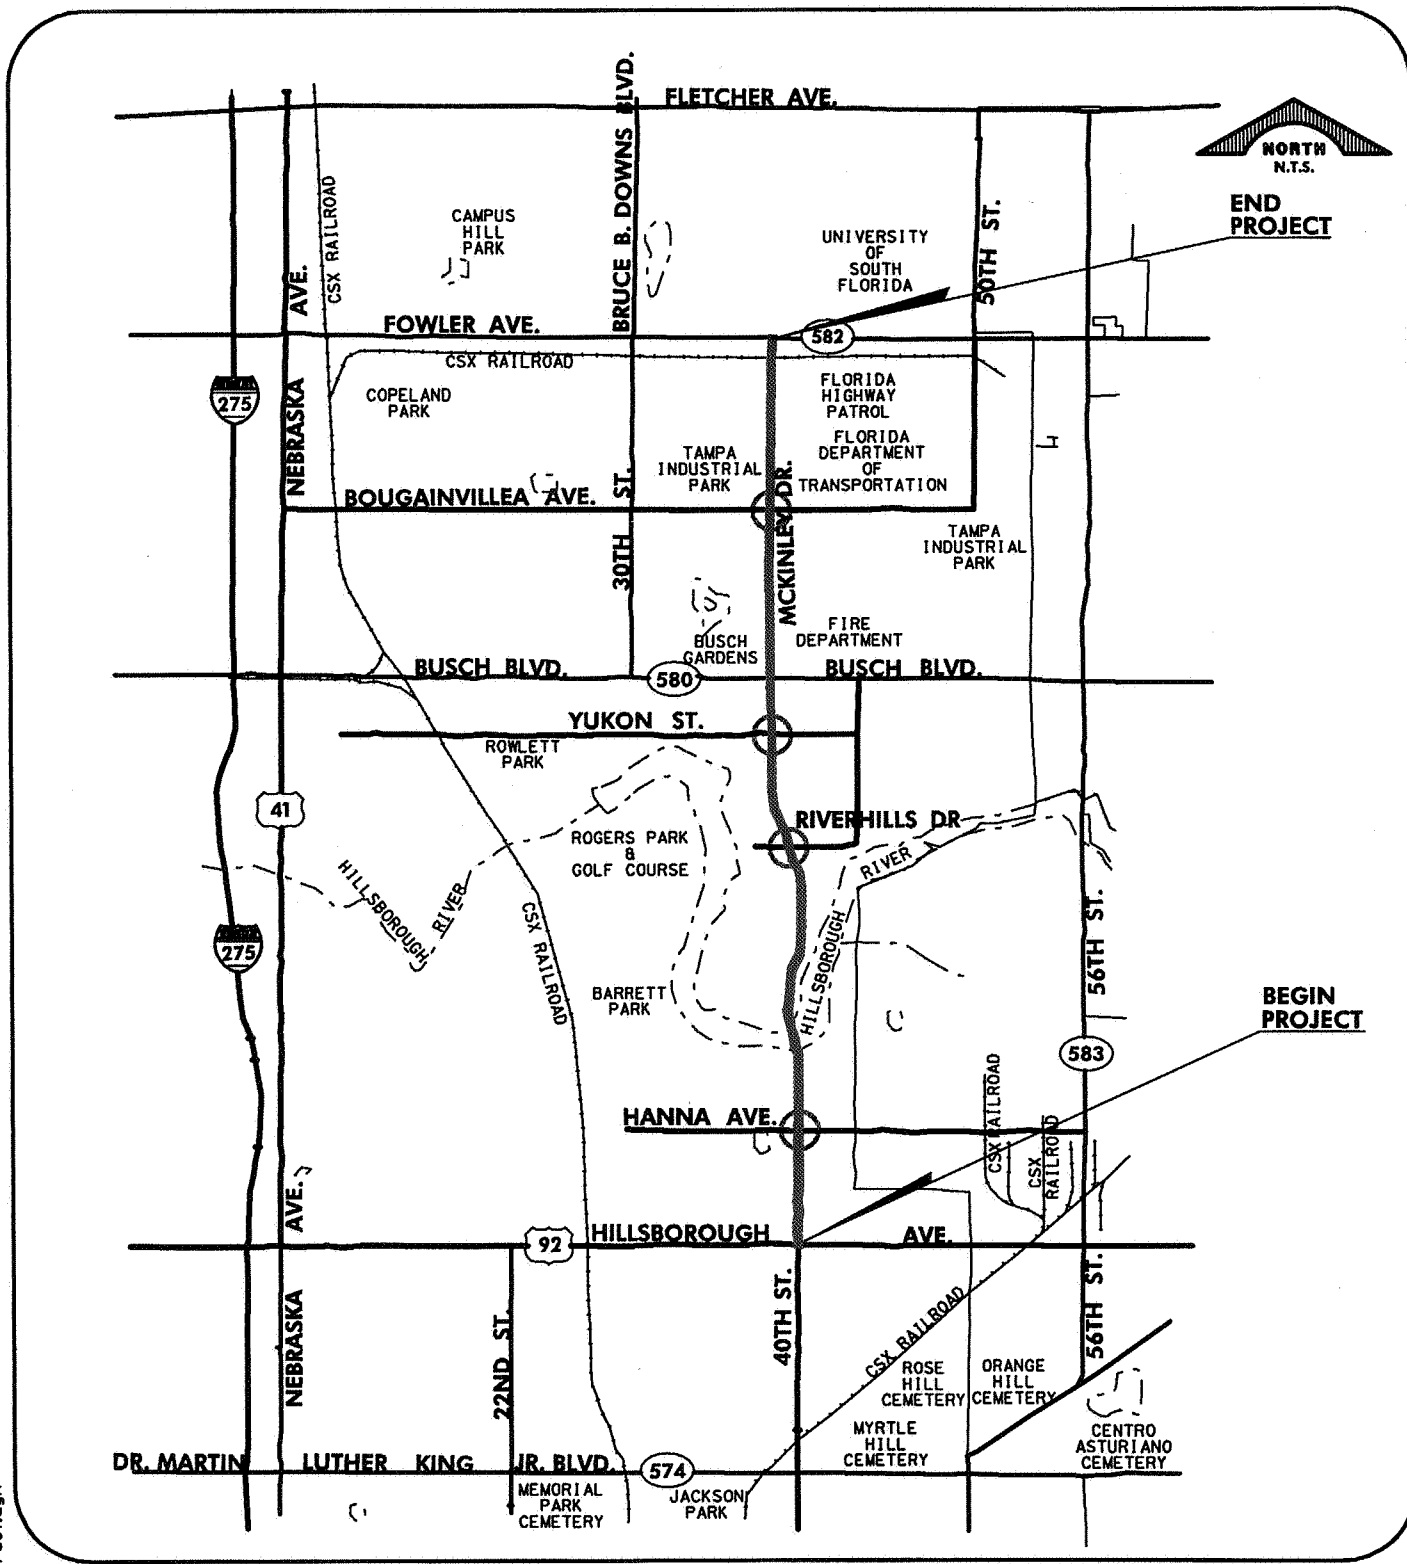 FLETCHER AVE.
NORTH
N.T.S.
BRUCE B. DOWNS BLVD.
CSX RAILROAD
CAMPUS
HILL
PARK
END
PROJECT
UNIVERSITY
OF
SOUTH
FLORIDA
50TH ST.
NEBRASKA AVE.
FOWLER AVE.
582
CSX RAILROAD
275
COPELAND
PARK
FLORIDA
HIGHWAY
PATROL
FLORIDA
DEPARTMENT
OF
TRANSPORTATION
TAMPA
INDUSTRIAL
PARK
MCKINLEY DR.
BOUGAINVILLEA AVE.
30TH ST.
TAMPA
INDUSTRIAL
PARK
BUSCH
GARDENS
FIRE
DEPARTMENT
BUSCH BLVD.
580
BUSCH BLVD.
YUKON ST.
ROWLETT
PARK
41
RIVERHILLS DR
ROGERS PARK
&
GOLF COURSE
HILLSBOROUGH RIVER
HILLSBOROUGH RIVER
CSX RAILROAD
275
56TH ST.
BARRETT
PARK
BEGIN
PROJECT
583
CSX RAILROAD
CSX
RAILROAD
HANNA AVE.
NEBRASKA AVE.
92
HILLSBOROUGH AVE.
22ND ST.
40TH ST.
CSX RAILROAD
56TH ST.
ROSE
HILL
CEMETERY
ORANGE
HILL
CEMETERY
MYRTLE
HILL
CEMETERY
CENTRO
ASTURIANO
CEMETERY
DR. MARTIN LUTHER KING JR. BLVD.
574
MEMORIAL
PARK
CEMETERY
JACKSON
PARK